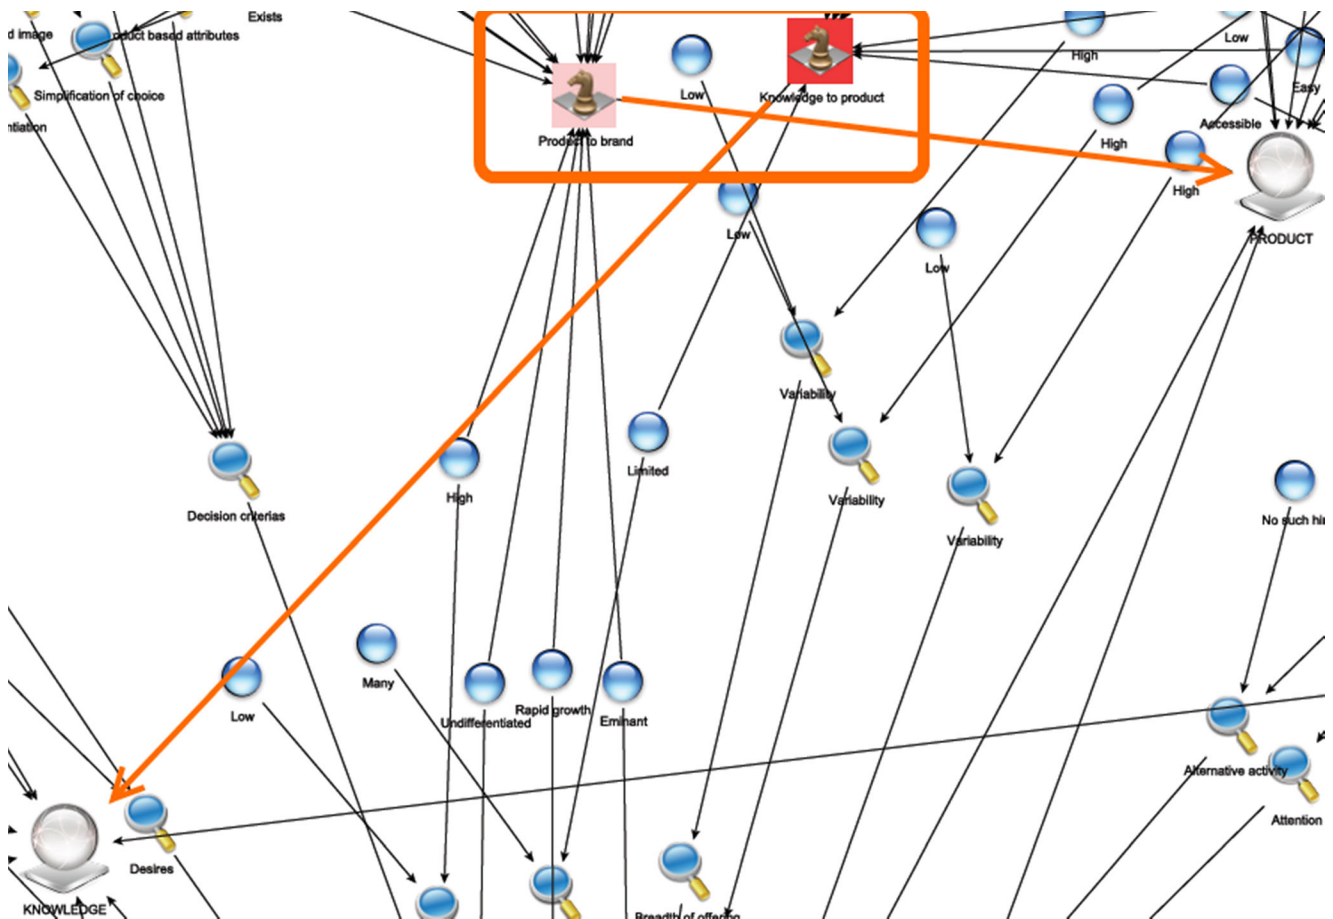 Exists
d image
oduct based attributes
Low
High
Low
Easy
Simplification of choice
Knowledge to product
ntiation
Accessible
Product to brand
High
High
Low
PRODUCT
Low
Variability
Limited
High
Variability
Decision criterias
No such hi
Variability
Many
Low
Rapid growth
Undifferentiated
Eminant
Alternative activity
Attention
Desires
KNOWLEDGE
Breadth of offering